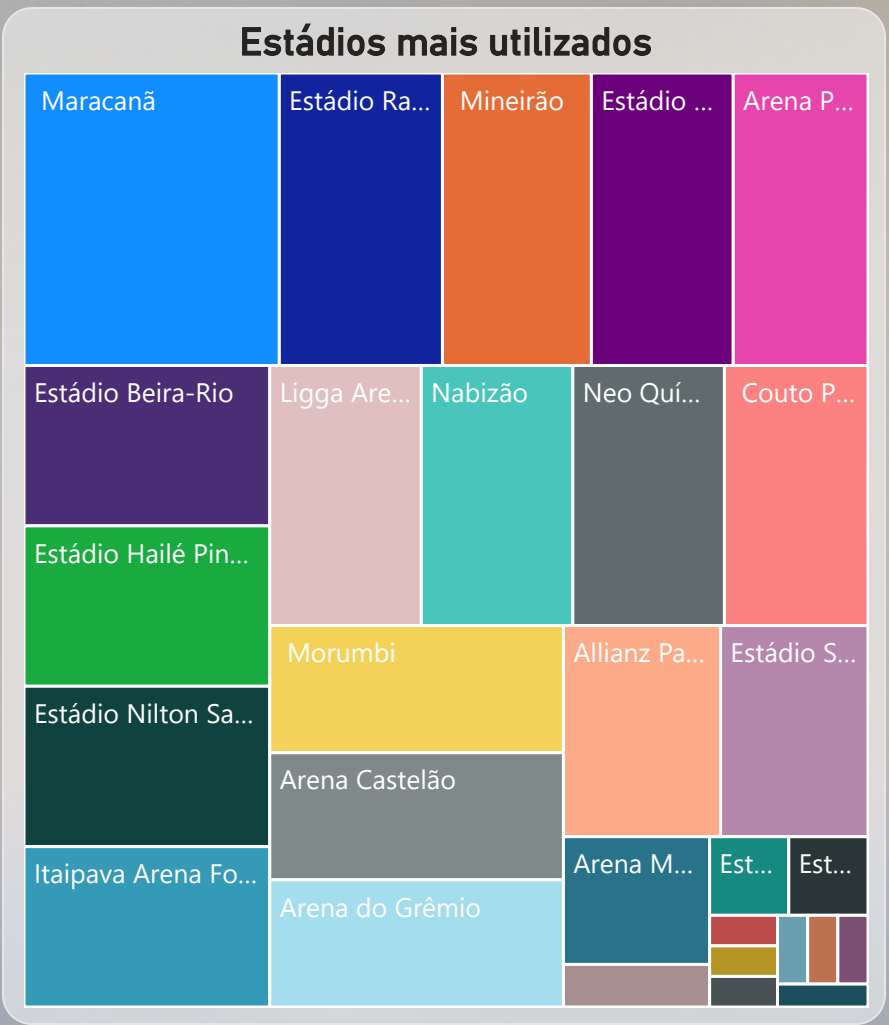 Estádios mais utilizados
Maracanã
Estádio Ra...
Mineirão
Estádio ...
Arena P...
Estádio Beira-Rio
Ligga Are...
Nabizão
Neo Quí...
Couto P...
Estádio Hailé Pin...
Morumbi
Allianz Pa...
Estádio S...
Estádio Nilton Sa...
Arena Castelão
Itaipava Arena Fo...
Arena M...
Est...
Est...
Arena do Grêmio